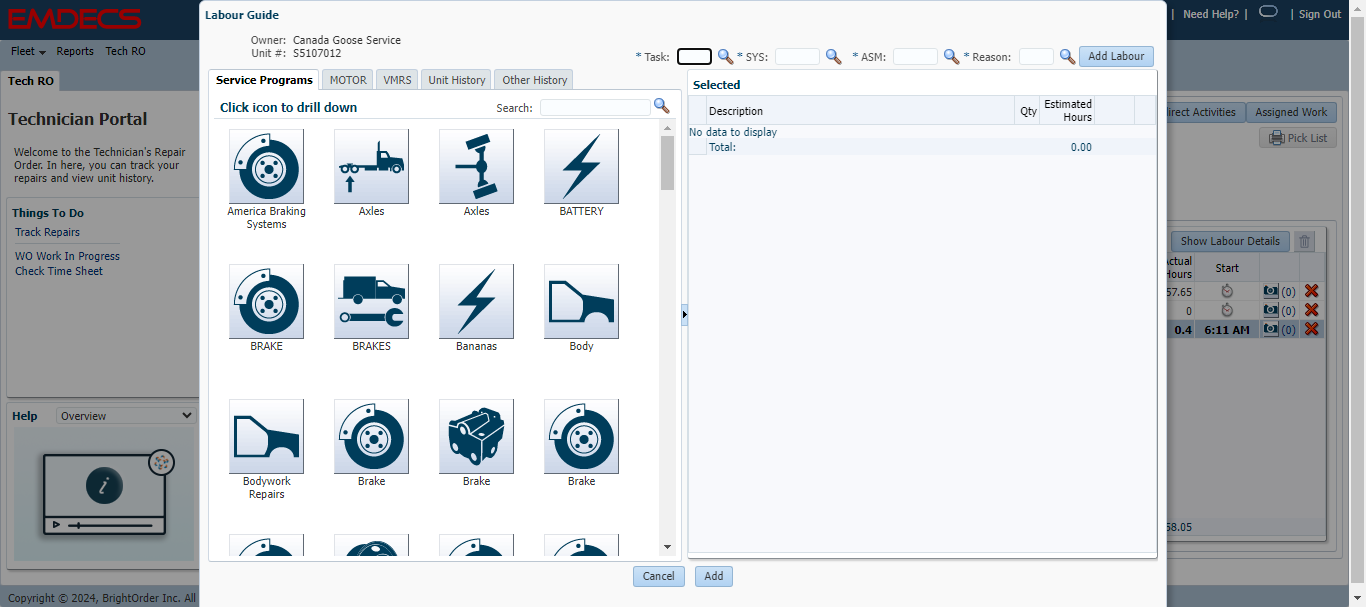 EMDECS
| Need Help? | | Sign Out
Fleet Reports Tech RO
Tech RO
Technician Portal
Welcome to the Technician's Repair
Order. In here, you can track your
repairs and view unit history.
Things To Do
Track Repairs
WO Work In Progress
Check Time Sheet
Help Overview
i
Copyright © 2024, BrightOrder Inc. All
Labour Guide
Owner: Canada Goose Service
Unit #: S5107012
* Task: * SYS: * ASM: * Reason: Add Labour
Service Programs MOTOR VMRS Unit History Other History
Click icon to drill down Search:
America Braking
Systems
Axles
Axles
BATTERY
BRAKE
BRAKES
Bananas
Body
Bodywork
Repairs
Brake
Brake
Brake
Selected
Description Qty Estimated
Hours
No data to display
Total: 0.00
Cancel Add
Activities Assigned Work
Pick List
Show Labour Details
Hours Start
57.65 (0)
0 (0)
0.4 6:11 AM (0)
58.05